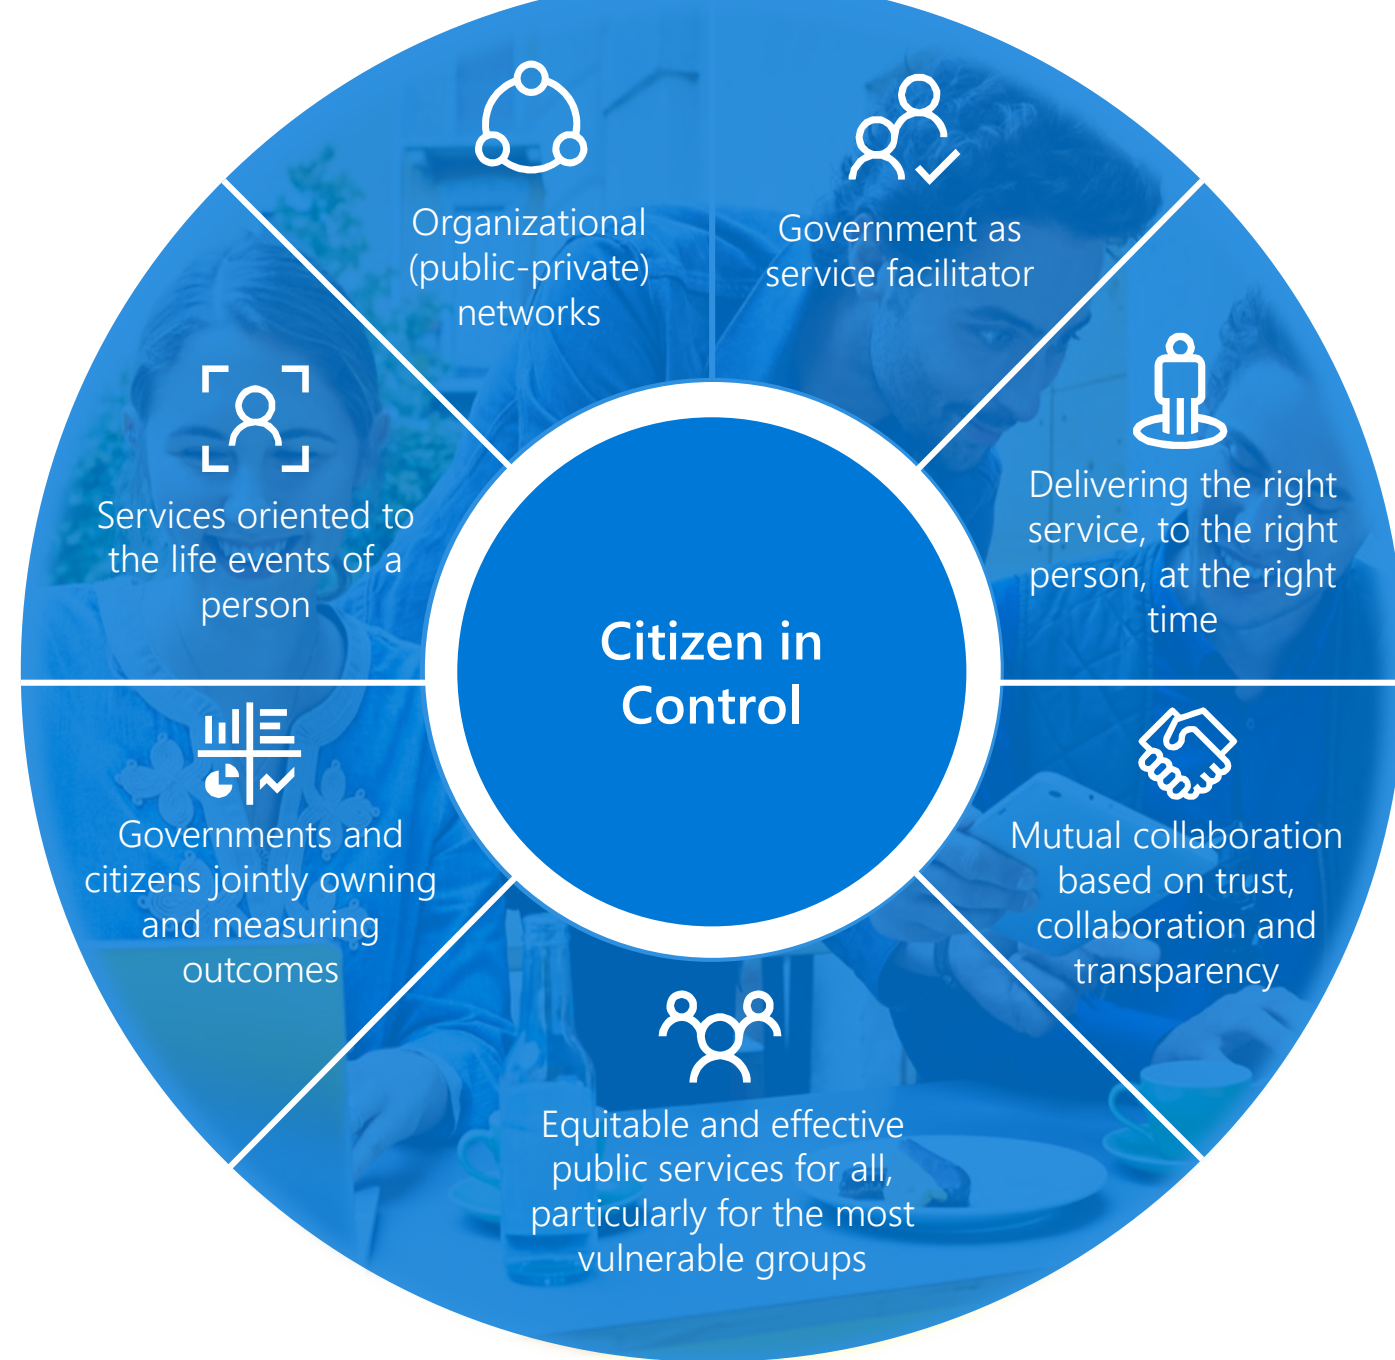 Organizational
(public-private)
networks
Government as
service facilitator
Delivering the right
service, to the right
person, at the right
time
Mutual collaboration
based on trust,
collaboration and
transparency
Equitable and effective
public services for all,
particularly for the most
vulnerable groups
Governments and
citizens jointly owning
and measuring
outcomes
Services oriented to
the life events of a
person
Citizen in
Control